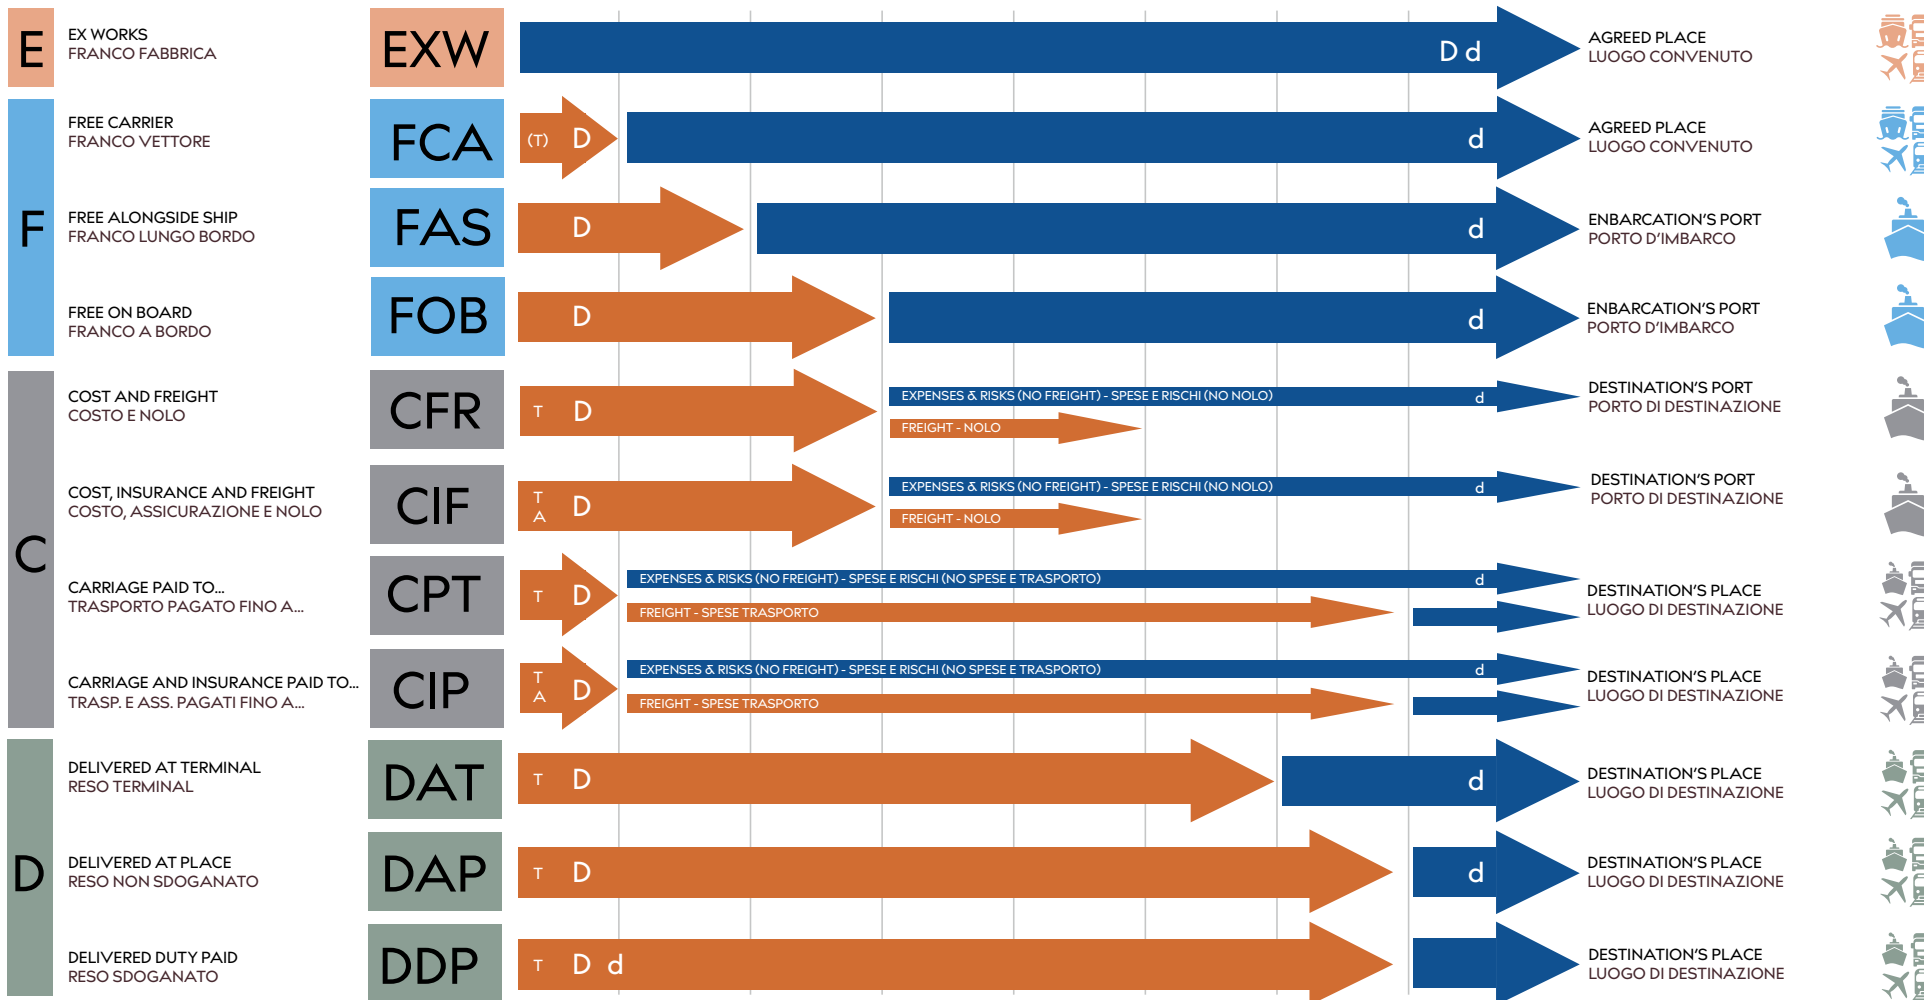 E
EX WORKS
FRANCO FABBRICA
EXW
D d
AGREED PLACE
LUOGO CONVENUTO
F
FREE CARRIER
FRANCO VETTORE
FCA
(T) D
d
AGREED PLACE
LUOGO CONVENUTO
FREE ALONGSIDE SHIP
FRANCO LUNGO BORDO
FAS
D
d
ENBARCATION'S PORT
PORTO D'IMBARCO
FREE ON BOARD
FRANCO A BORDO
FOB
D
d
ENBARCATION'S PORT
PORTO D'IMBARCO
C
COST AND FREIGHT
COSTO E NOLO
CFR
T D
EXPENSES & RISKS (NO FREIGHT) - SPESE E RISCHI (NO NOLO)
d
FREIGHT - NOLO
DESTINATION'S PORT
PORTO DI DESTINAZIONE
COST, INSURANCE AND FREIGHT
COSTO, ASSICURAZIONE E NOLO
CIF
T
A
D
EXPENSES & RISKS (NO FREIGHT) - SPESE E RISCHI (NO NOLO)
d
FREIGHT - NOLO
DESTINATION'S PORT
PORTO DI DESTINAZIONE
CARRIAGE PAID TO...
TRASPORTO PAGATO FINO A...
CPT
T D
EXPENSES & RISKS (NO FREIGHT) - SPESE E RISCHI (NO SPESE E TRASPORTO)
d
FREIGHT - SPESE TRASPORTO
DESTINATION'S PLACE
LUOGO DI DESTINAZIONE
CARRIAGE AND INSURANCE PAID TO...
TRASP. E ASS. PAGATI FINO A...
CIP
T
A
D
EXPENSES & RISKS (NO FREIGHT) - SPESE E RISCHI (NO SPESE E TRASPORTO)
d
FREIGHT - SPESE TRASPORTO
DESTINATION'S PLACE
LUOGO DI DESTINAZIONE
D
DELIVERED AT TERMINAL
RESO TERMINAL
DAT
T D
d
DESTINATION'S PLACE
LUOGO DI DESTINAZIONE
DELIVERED AT PLACE
RESO NON SDOGANATO
DAP
T D
d
DESTINATION'S PLACE
LUOGO DI DESTINAZIONE
DELIVERED DUTY PAID
RESO SDOGANATO
DDP
T D d
DESTINATION'S PLACE
LUOGO DI DESTINAZIONE